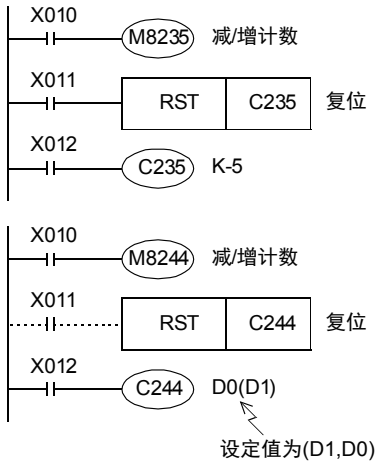 X010
M8235 减/增计数
X011
RST C235 复位
X012
C235 K-5
X010
M8244 减/增计数
X011
RST C244 复位
X012
C244 D0(D1)
设定值为(D1,D0)